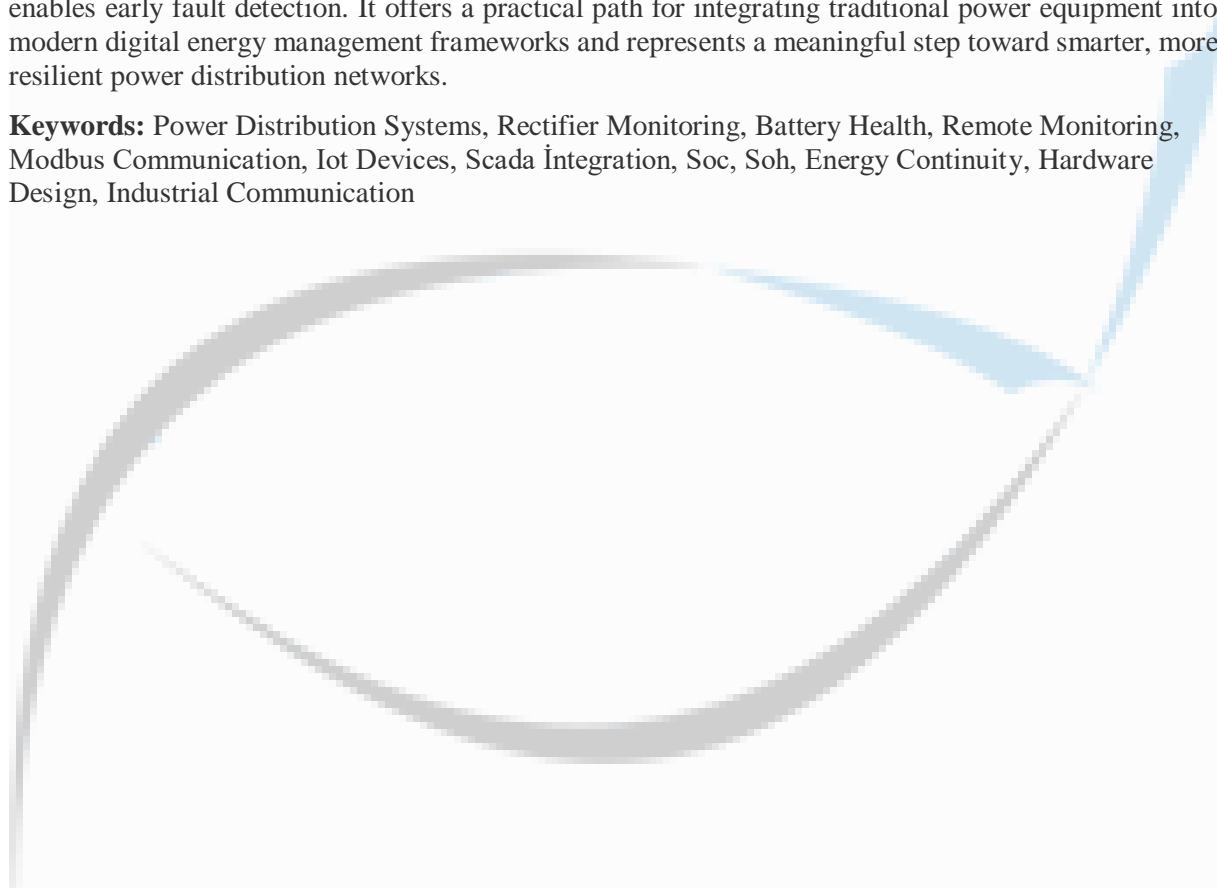 enables early fault detection. It offers a practical path for integrating traditional power equipment into
modern digital energy management frameworks and represents a meaningful step toward smarter, more
resilient power distribution networks.
Keywords: Power Distribution Systems, Rectifier Monitoring, Battery Health, Remote Monitoring,
Modbus Communication, Iot Devices, Scada İntegration, Soc, Soh, Energy Continuity, Hardware
Design, Industrial Communication